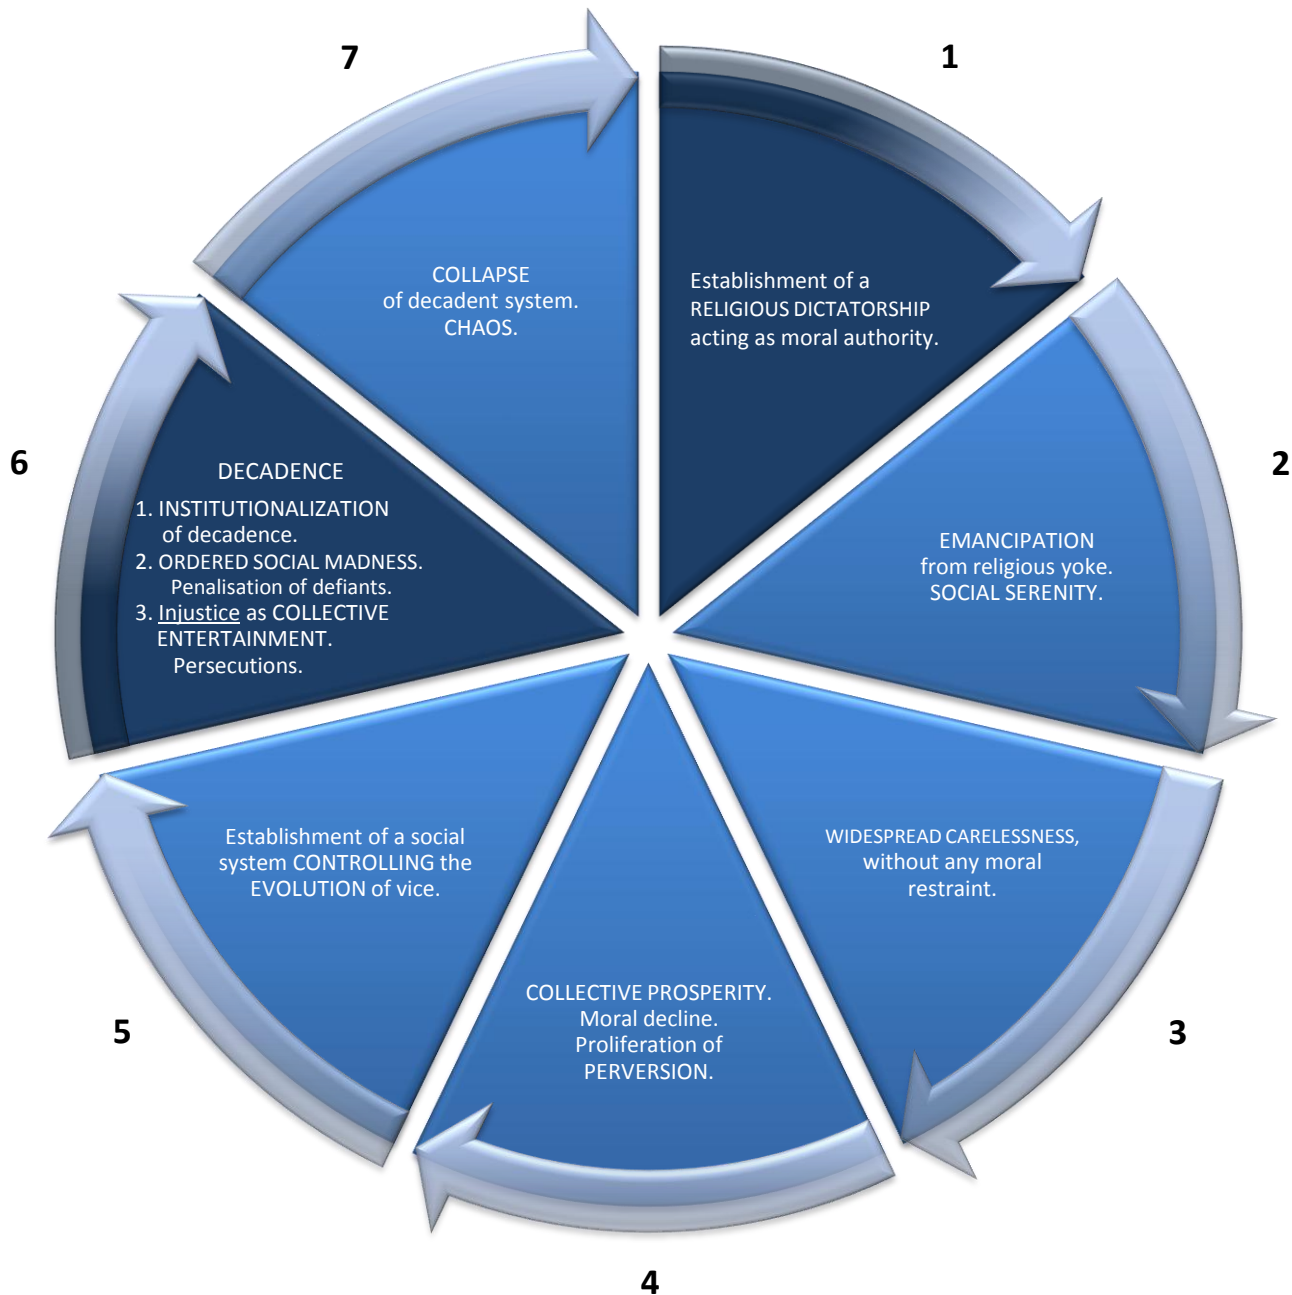 1
Establishment of a
RELIGIOUS DICTATORSHIP
acting as moral authority.
2
EMANCIPATION
from religious yoke.
SOCIAL SERENITY.
3
WIDESPREAD CARELESSNESS,
without any moral
restraint.
4
COLLECTIVE PROSPERITY.
Moral decline.
Proliferation of
PERVERSION.
5
Establishment of a social
system CONTROLLING the
EVOLUTION of vice.
6
DECADENCE
1. INSTITUTIONALIZATION
of decadence.
2. ORDERED SOCIAL MADNESS.
Penalisation of defiants.
3. Injustice as COLLECTIVE
ENTERTAINMENT.
Persecutions.
7
COLLAPSE
of decadent system.
CHAOS.